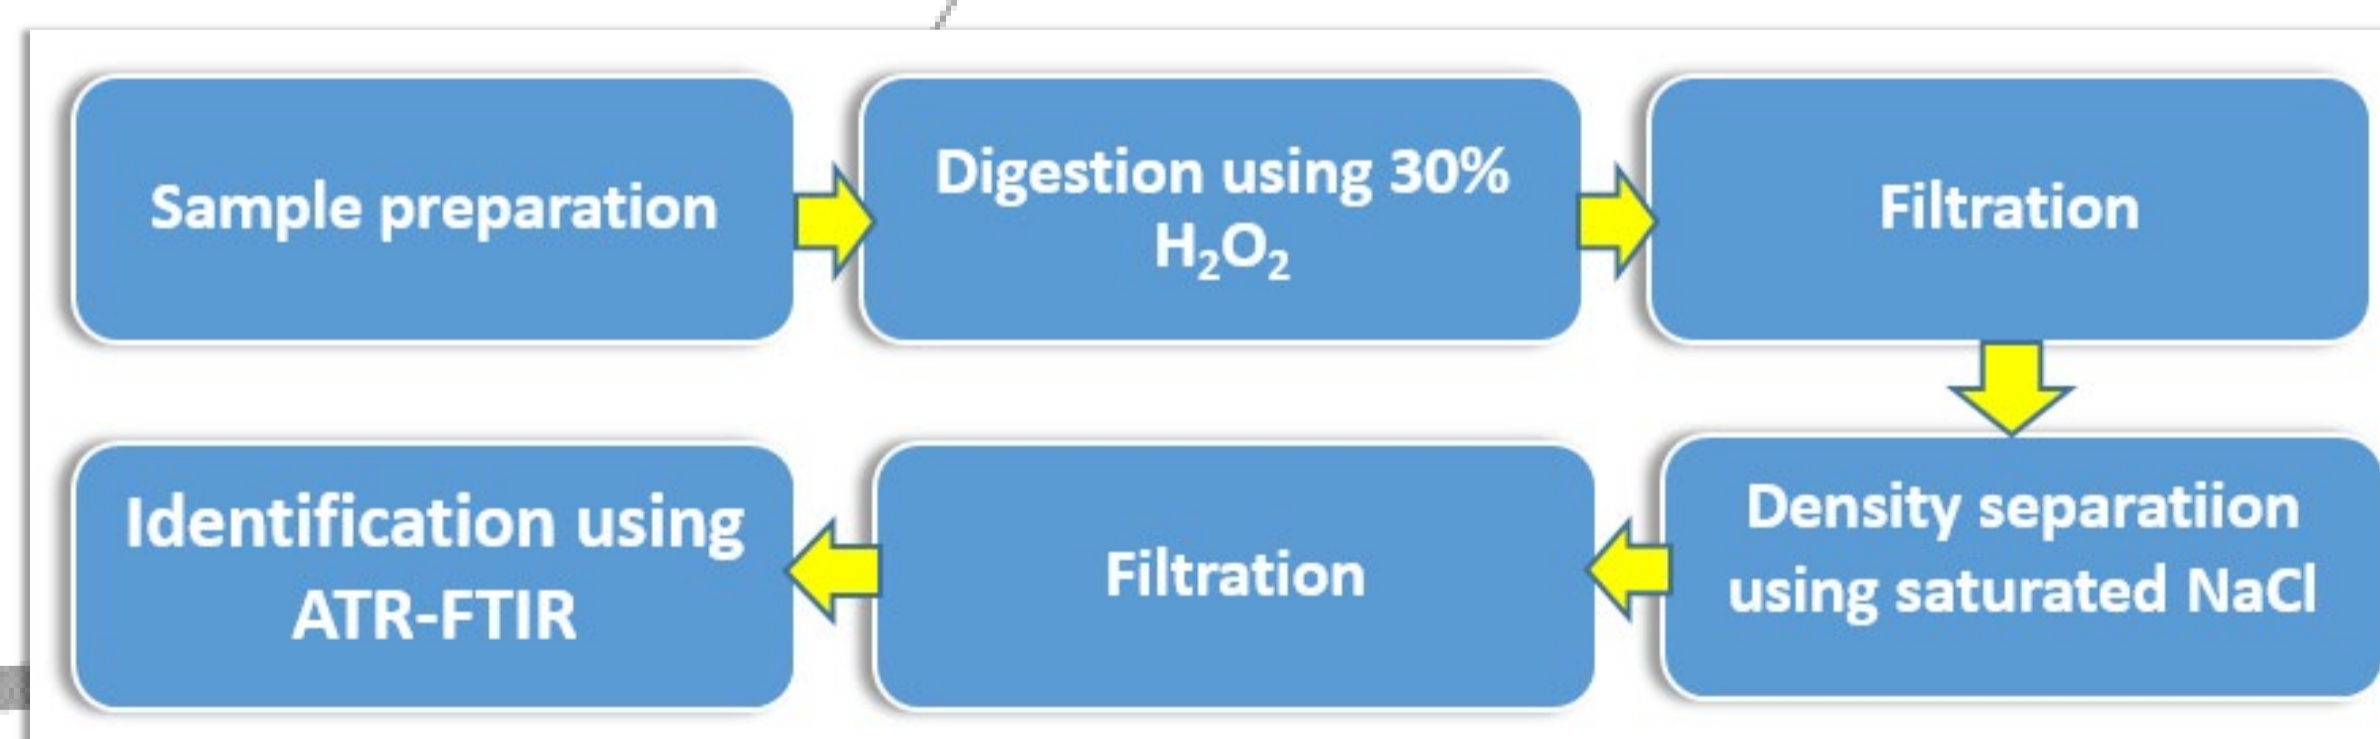 Sample preparation
Digestion using 30%
H₂O₂
Filtration
Density separatiion
using saturated NaCl
Filtration
Identification using
ATR-FTIR